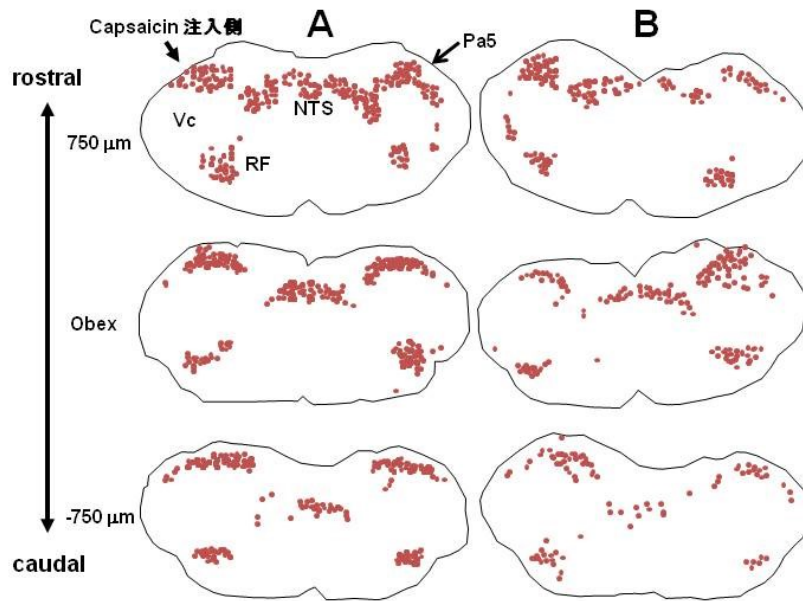 Capsaicin 注入側
A
B
Pa5
rostral
NTS
Vc
750 μm
RF
Obex
-750 μm
caudal